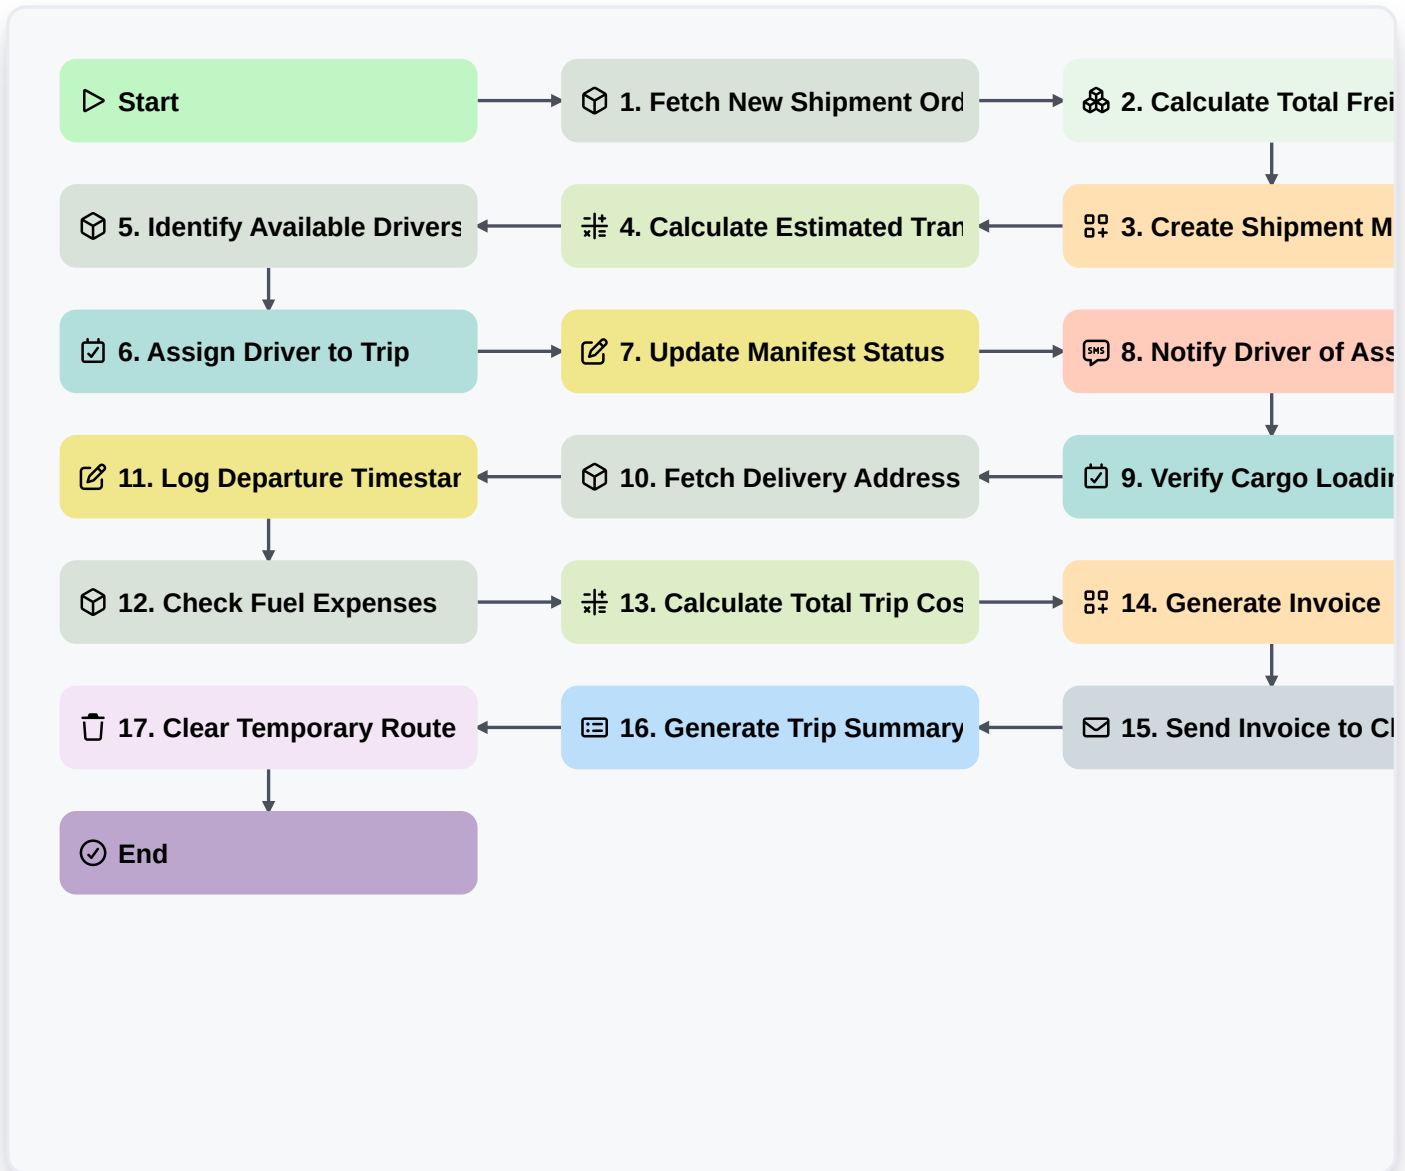 Start
1. Fetch New Shipment Ord
2. Calculate Total Frei
5. Identify Available Drivers
4. Calculate Estimated Tran
3. Create Shipment M
6. Assign Driver to Trip
7. Update Manifest Status
SMS
8. Notify Driver of Ass
11. Log Departure Timestam
10. Fetch Delivery Address
9. Verify Cargo Loadin
12. Check Fuel Expenses
13. Calculate Total Trip Cos
14. Generate Invoice
17. Clear Temporary Route
16. Generate Trip Summary
15. Send Invoice to Cl
End